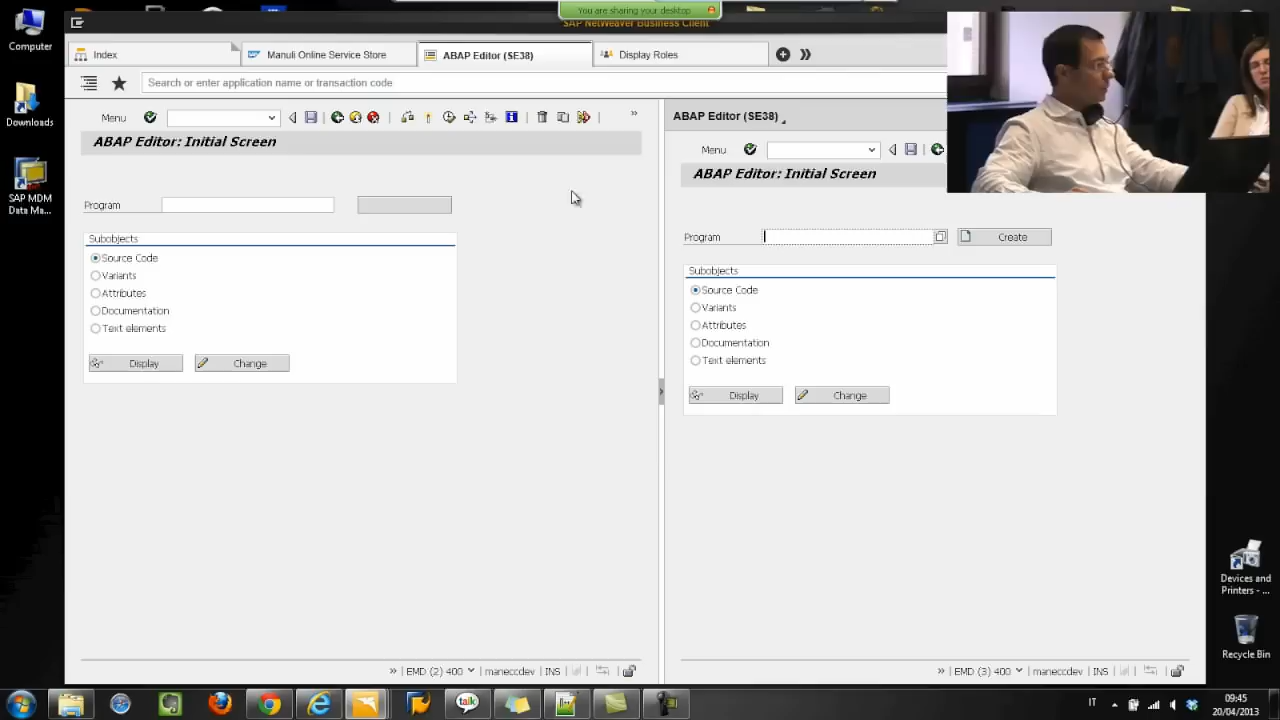 You are sharing your desktop
SAP NetWeaver Business Client
Computer
Downloads
SAP MDM
Data Ma...
Index
Manuli Online Service Store
ABAP Editor (SE38)
Display Roles
Search or enter application name or transaction code
Menu
ABAP Editor: Initial Screen
Program
Subobjects
Source Code
Variants
Attributes
Documentation
Text elements
Display
Change
EMD (2) 400
maneccdev
INS
ABAP Editor (SE38)
Menu
ABAP Editor: Initial Screen
Program
Create
Subobjects
Source Code
Variants
Attributes
Documentation
Text elements
Display
Change
EMD (3) 400
maneccdev
INS
Devices and
Printers - ...
Recycle Bin
talk
IT
09:45
20/04/2013